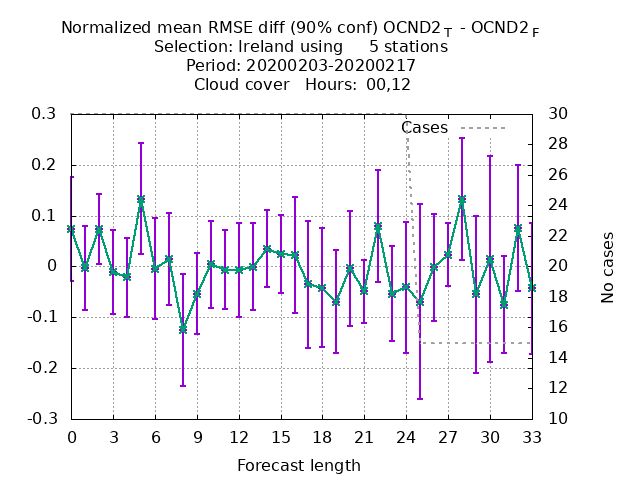 Normalized mean RMSE diff (90% conf) OCND2 T - OCND2 F
Selection: Ireland using 5 stations
Period: 20200203-20200217
Cloud cover Hours: 00,12
Cases
0.3
0.2
0.1
0
-0.1
-0.2
-0.3
30
28
26
24
22
20
18
16
14
12
10
No cases
0 3 6 9 12 15 18 21 24 27 30 33
Forecast length